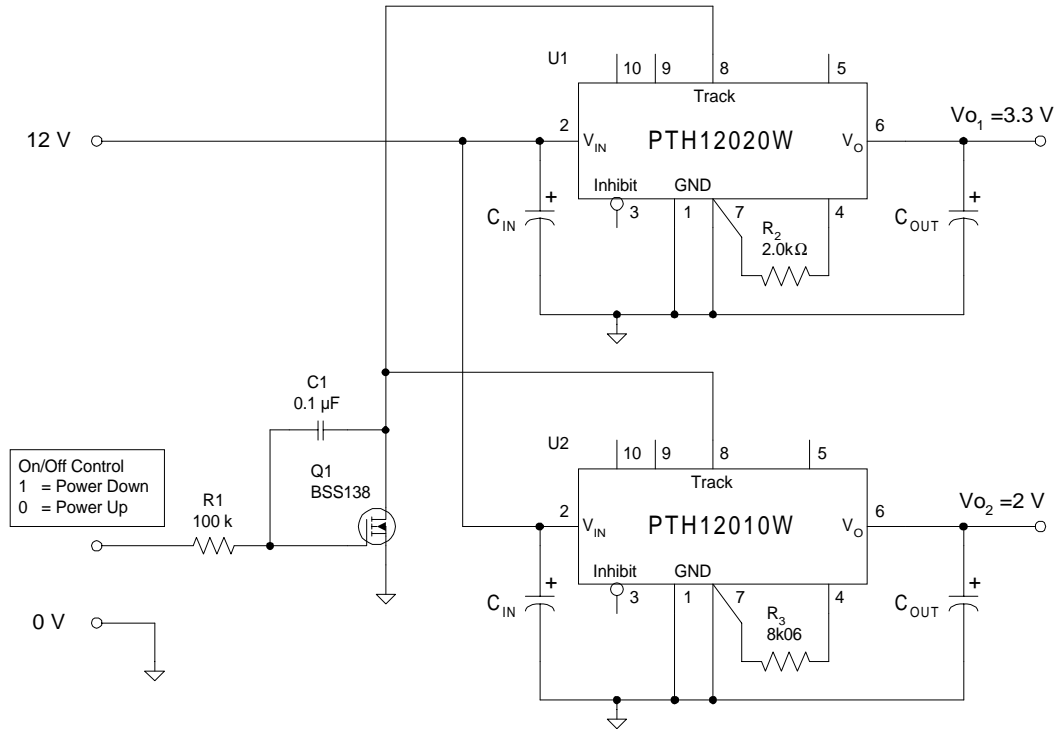 U1
10 9 8 5
Track
12 V
2 V_IN PTH12020W V_O 6
Vo_1 =3.3 V
Inhibit GND
3 1 7 4
+
C_IN
R_2
2.0kΩ
+
C_OUT
C1
0.1 µF
U2
10 9 8 5
Track
On/Off Control
1 = Power Down
0 = Power Up
Q1
BSS138
R1
100 k
2 V_IN PTH12010W V_O 6
Vo_2 =2 V
Inhibit GND
3 1 7 4
+
C_IN
R_3
8k06
+
C_OUT
0 V